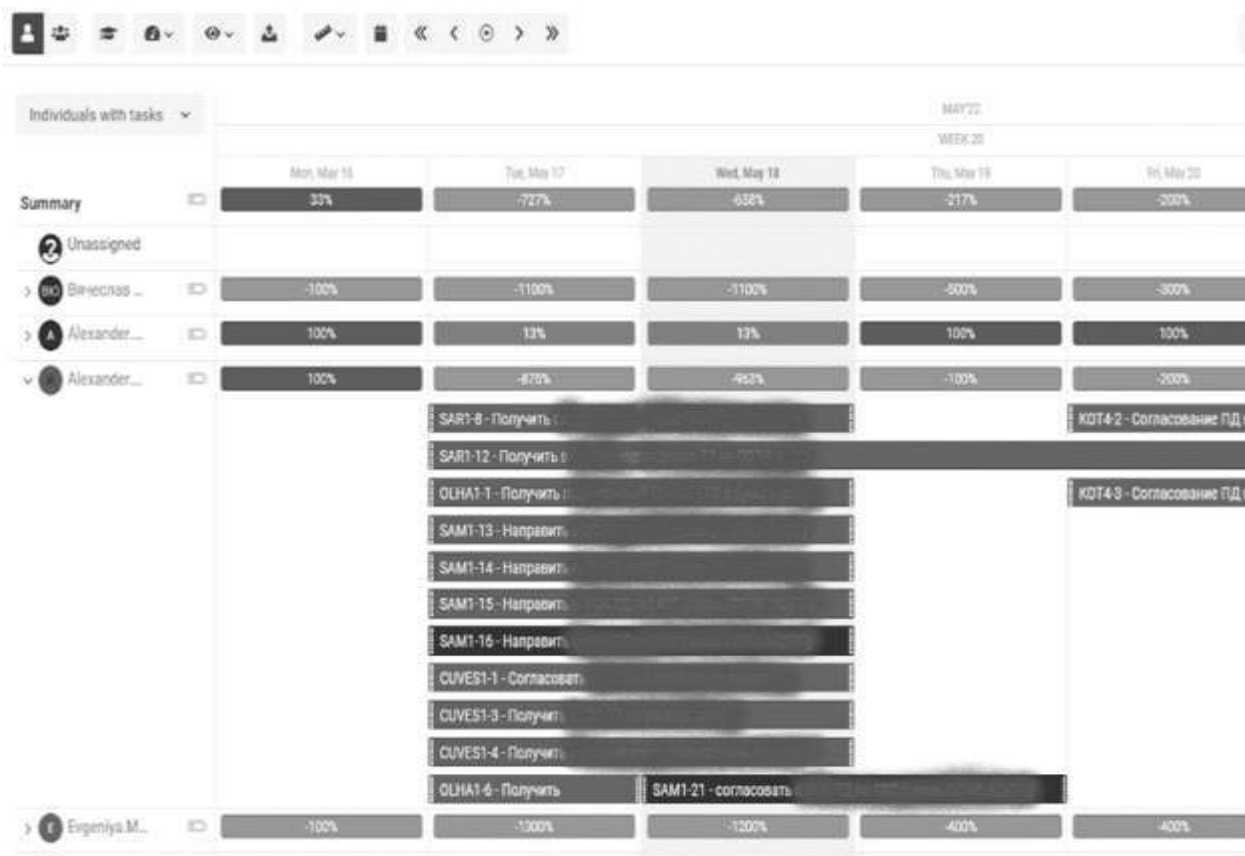 Individuals with tasks
MAY'22
WEEK 20
Mon, May 16 Tue, May 17 Wed, May 18 Thu, May 19 Fri, May 20
Summary 33% -727% -658% -217% -200%
Unassigned
ВЮ Вячеслав ... -100% -1100% -1100% -500% -300%
A Alexander... 100% 13% 13% 100% 100%
Alexander... 100% -875% -963% -100% -200%
SAR1-8 - Получить KOT4-2 - Согласование ПД
SAR1-12 - Получить
OLHA1-1 - Получить KOT4-3 - Согласование ПД
SAM1-13 - Направить
SAM1-14 - Направить
SAM1-15 - Направить
SAM1-16 - Направить
CUVES1-1 - Согласовать
CUVES1-3 - Получить
CUVES1-4 - Получить
OLHA1-6 - Получить SAM1-21 - согласовать
E Evgeniya.M... -100% -1300% -1200% -400% -400%